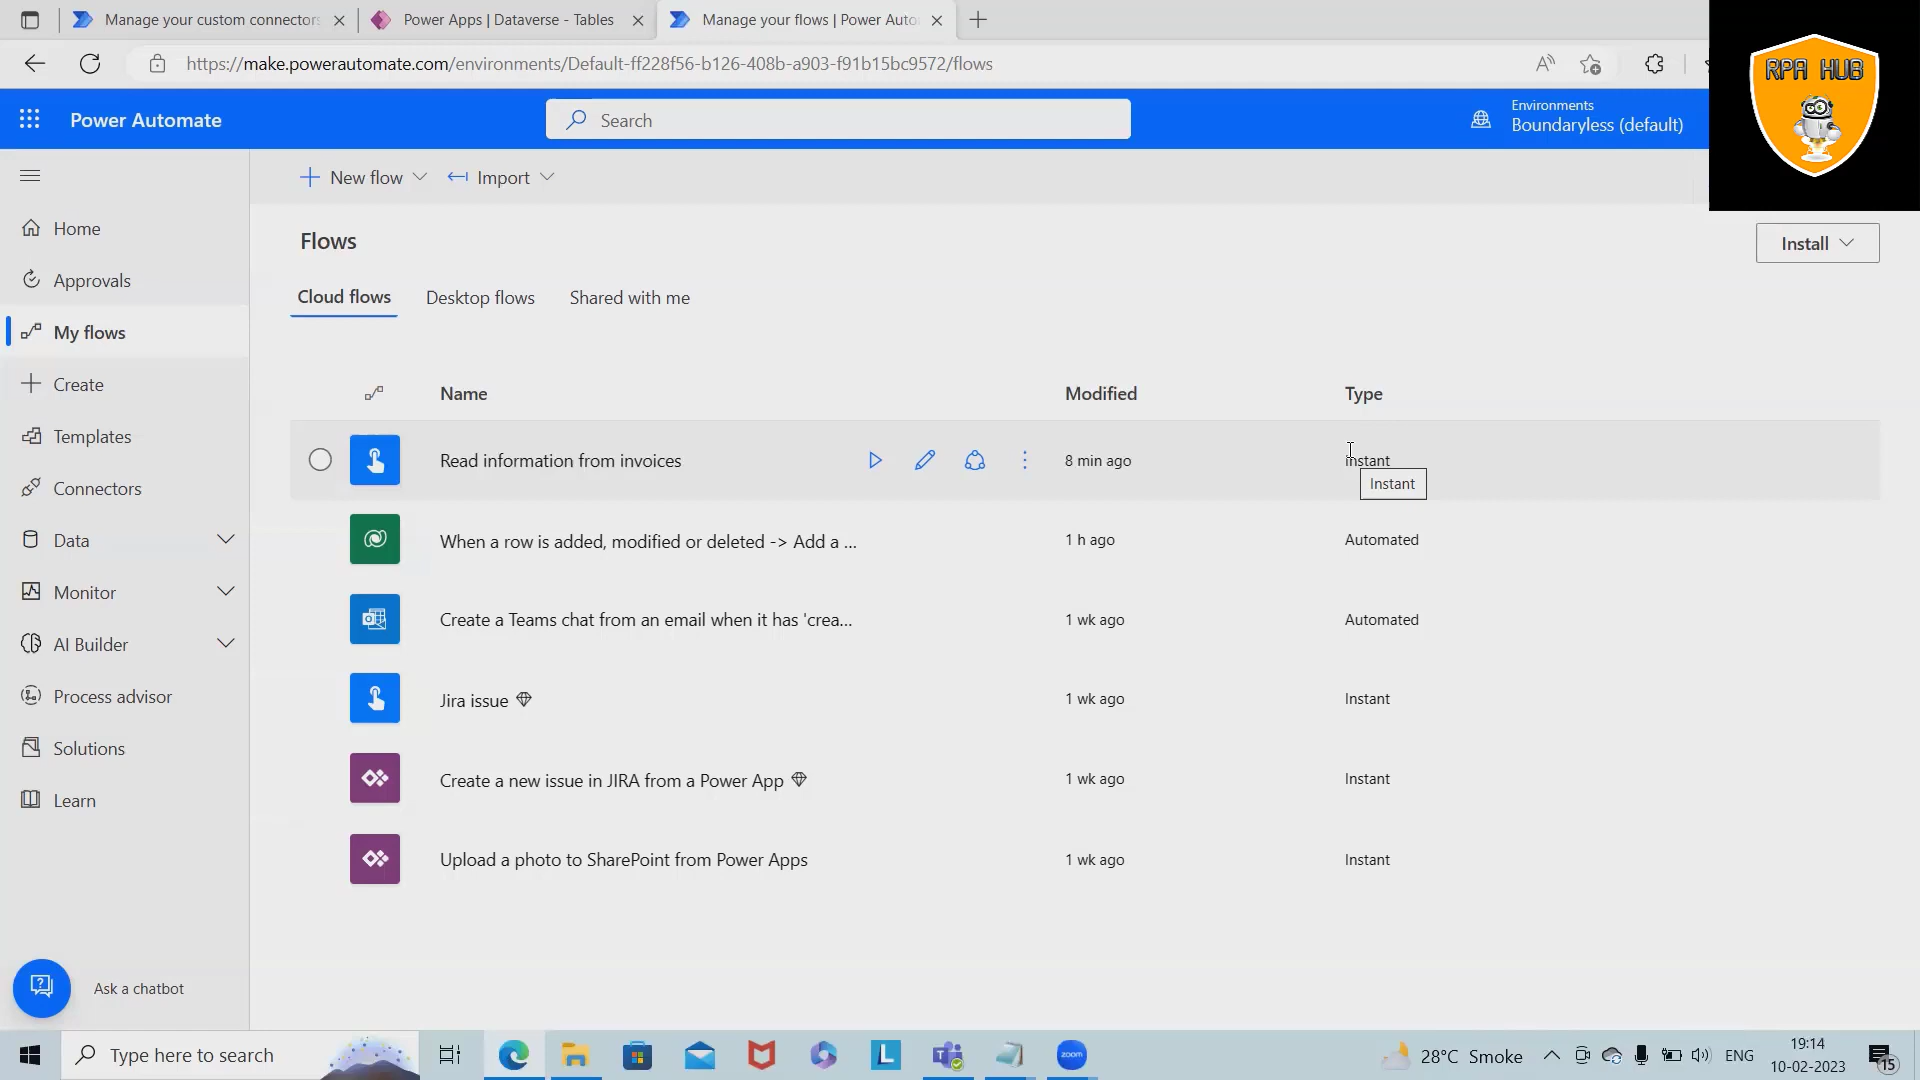 Manage your custom connectors
Power Apps | Dataverse - Tables
Manage your flows | Power Auto
https://make.powerautomate.com/environments/Default-ff228f56-b126-408b-a903-f91b15bc9572/flows
RPA HUB
Power Automate
Search
Environments
Boundaryless (default)
New flow
Import
Home
Approvals
My flows
Create
Templates
Connectors
Data
Monitor
AI Builder
Process advisor
Solutions
Learn
Ask a chatbot
Flows
Install
Cloud flows
Desktop flows
Shared with me
Name
Modified
Type
Read information from invoices
8 min ago
Instant
Instant
When a row is added, modified or deleted -> Add a ...
1 h ago
Automated
Create a Teams chat from an email when it has 'crea...
1 wk ago
Automated
Jira issue
1 wk ago
Instant
Create a new issue in JIRA from a Power App
1 wk ago
Instant
Upload a photo to SharePoint from Power Apps
1 wk ago
Instant
Type here to search
L
zoom
28°C Smoke
ENG
19:14
10-02-2023
15